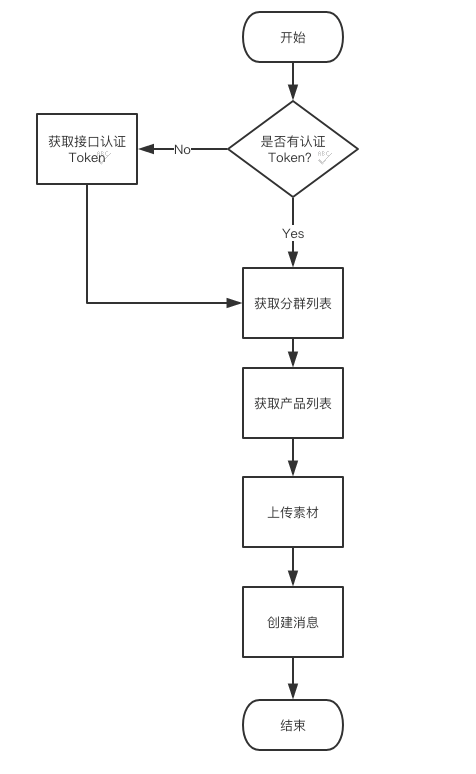 开始
是否有认证
Token?
No
获取接口认证
Token
Yes
获取分群列表
获取产品列表
上传素材
创建消息
结束